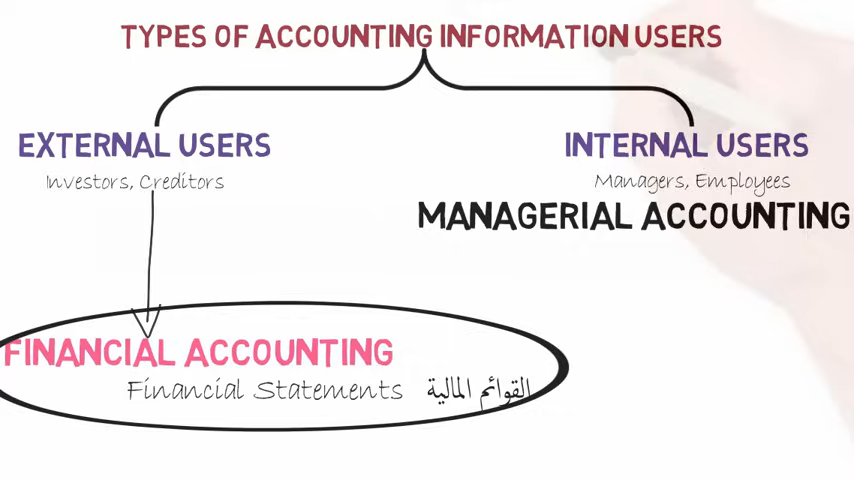 TYPES OF ACCOUNTING INFORMATION USERS
EXTERNAL USERS
Investors, Creditors
INTERNAL USERS
Managers, Employees
MANAGERIAL ACCOUNTING
FINANCIAL ACCOUNTING
Financial Statements القوائم المالية